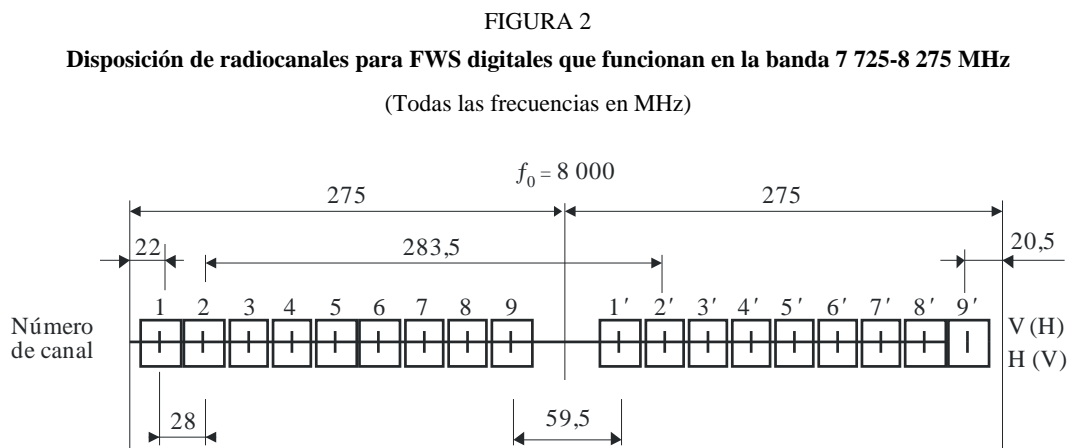 FIGURA 2
Disposición de radiocanales para FWS digitales que funcionan en la banda 7 725-8 275 MHz
(Todas las frecuencias en MHz)
f0 = 8 000
275 275
22 283,5 20,5
1 2 3 4 5 6 7 8 9 1′ 2′ 3′ 4′ 5′ 6′ 7′ 8′ 9′
Número V (H)
de canal H (V)
28 59,5